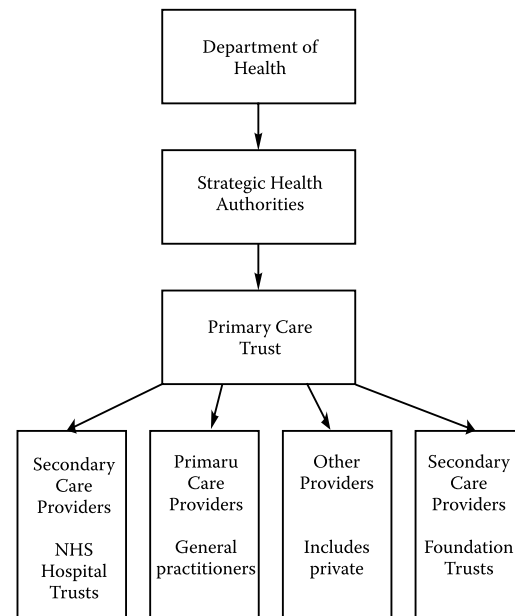 Department of
Health
Strategic Health
Authorities
Primary Care
Trust
Secondary
Care
Providers
NHS
Hospital
Trusts
Primaru
Care
Providers
General
practitioners
Other
Providers
Includes
private
Secondary
Care
Providers
Foundation
Trusts